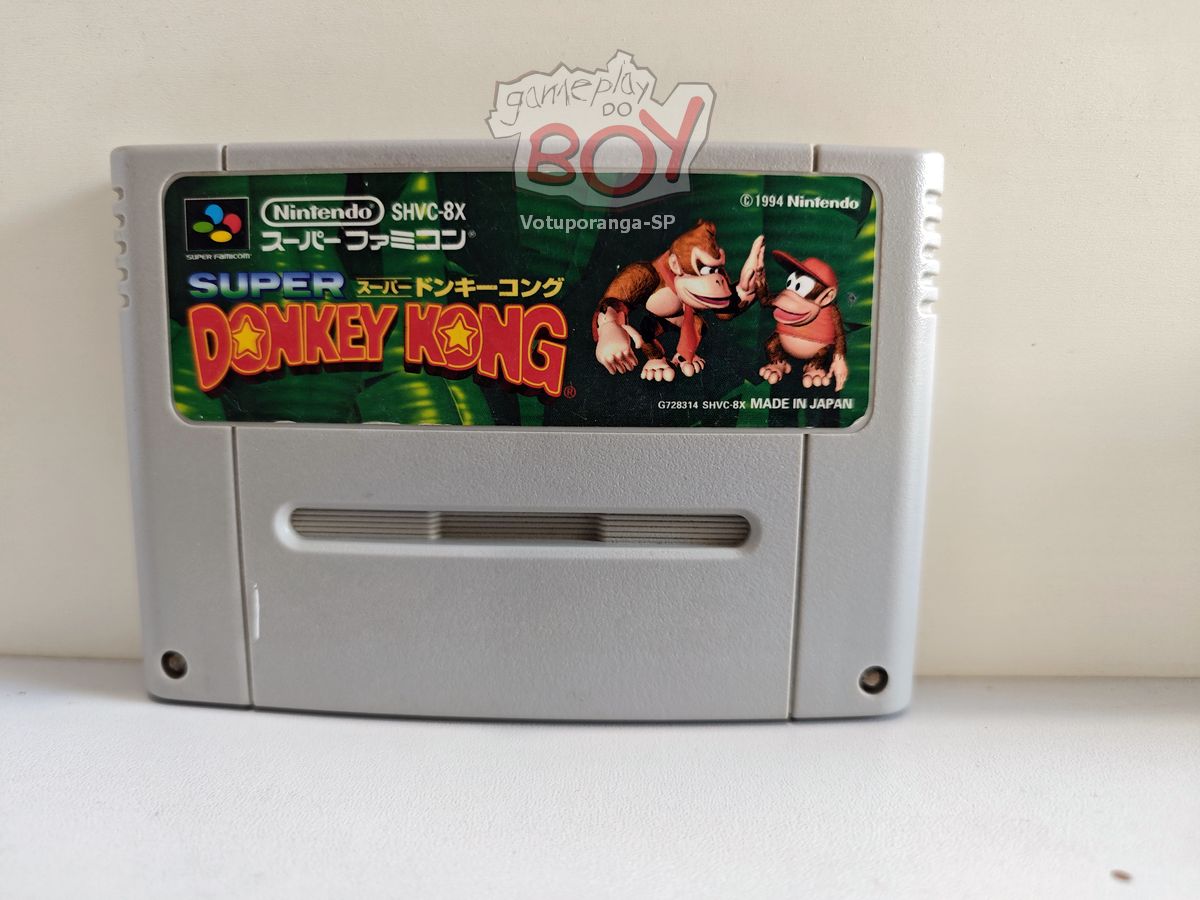 gameplay
DO
BOY
Votuporanga-SP
Nintendo SHVC-8X
スーパーファミコン®
SUPER FAMICOM
© 1994 Nintendo
SUPER スーパードンキーコング
DONKEY KONG®
G728314 SHVC-8X MADE IN JAPAN